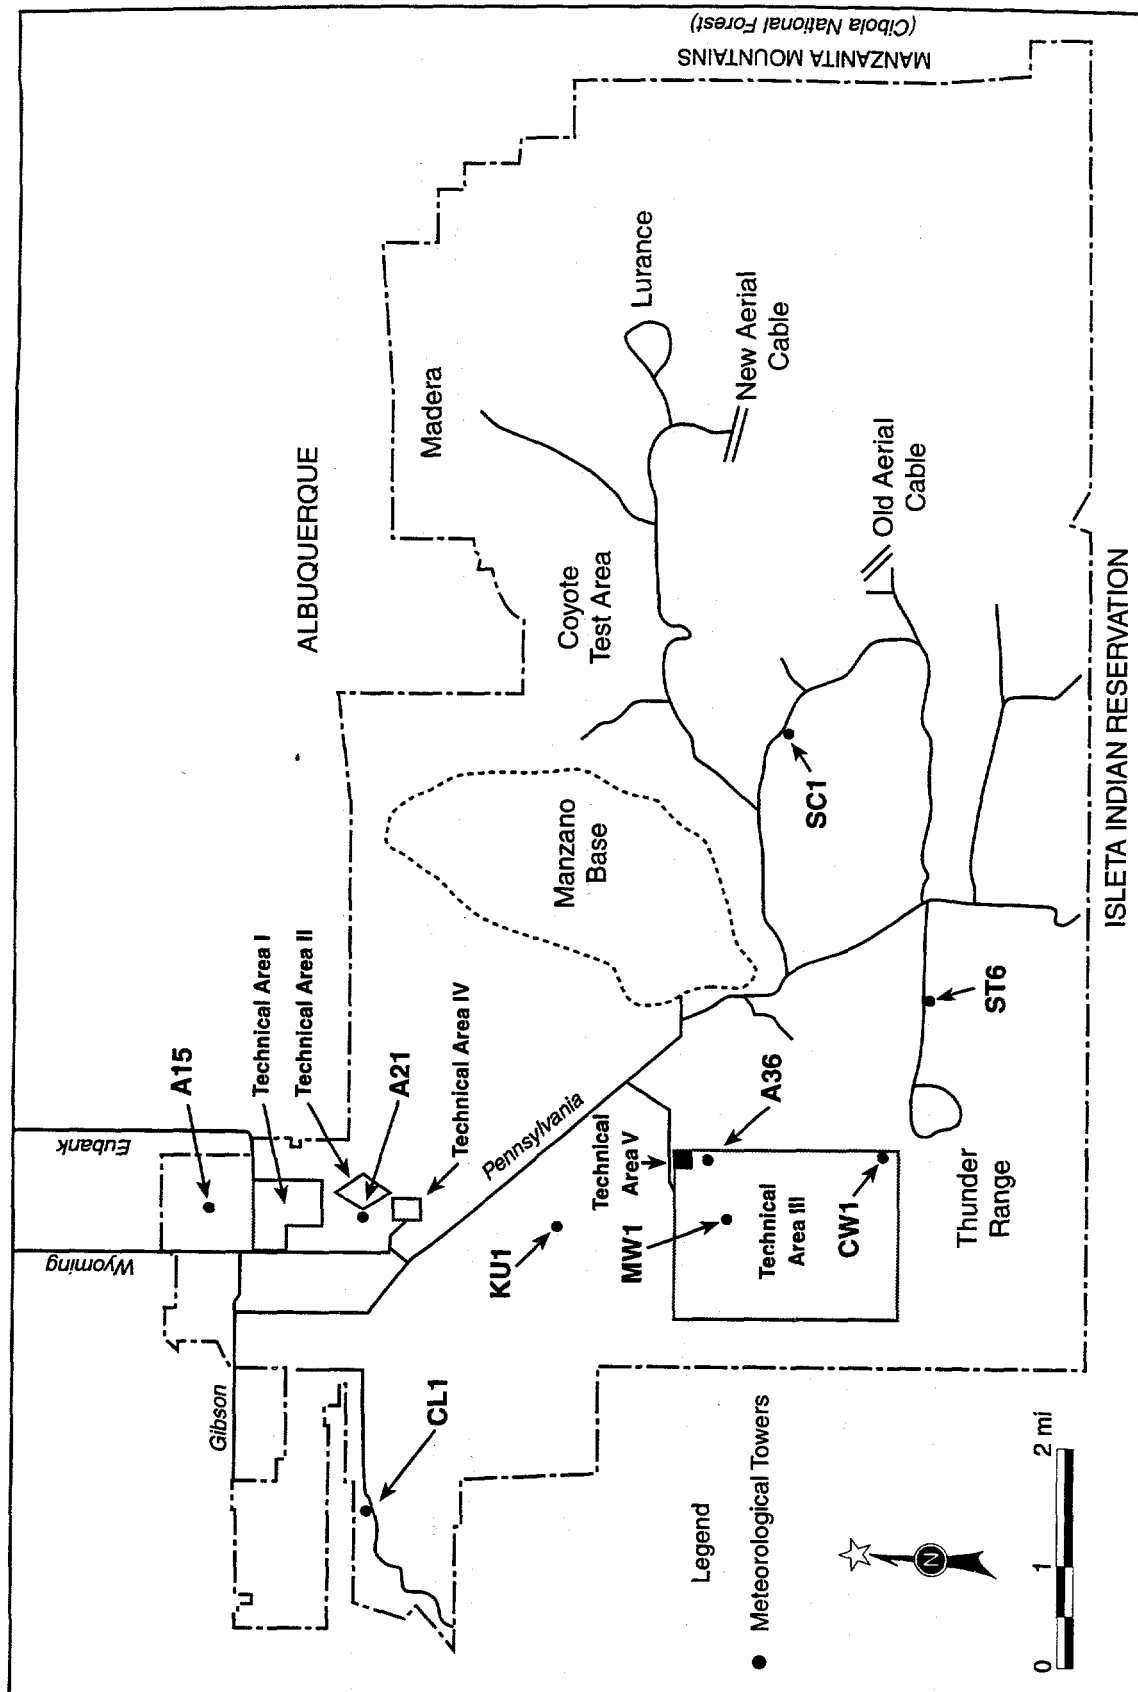 MANZANITA MOUNTAINS
(Cibola National Forest)
ALBUQUERQUE
Eubank
Wyoming
Gibson
A15
Technical Area I
Technical Area II
A21
Technical Area IV
Pennsylvania
Madera
Lurance
New Aerial
Cable
Coyote
Test Area
Old Aerial
Cable
Manzano
Base
SC1
ST6
KU1
CL1
Technical
Area V
A36
MW1
Technical
Area III
CW1
Thunder
Range
ISLETA INDIAN RESERVATION
Legend
Meteorological Towers
N
0
1
2 mi